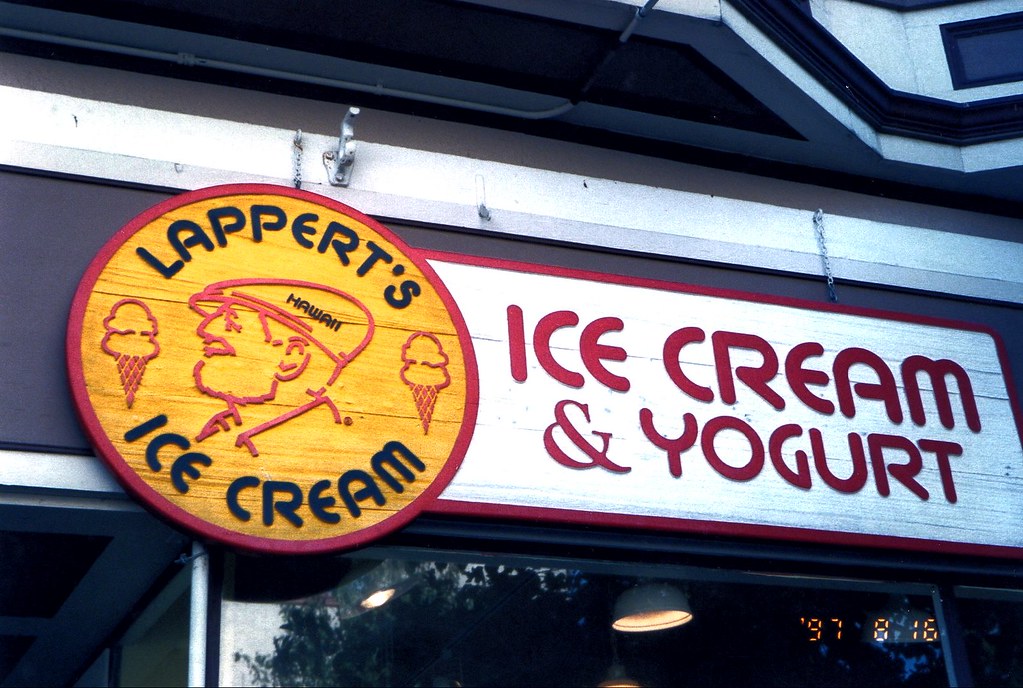 LAPPERT'S
HAWAII
®
ICE CREAM
ICE CREAM
& YOGURT
'97 8 16